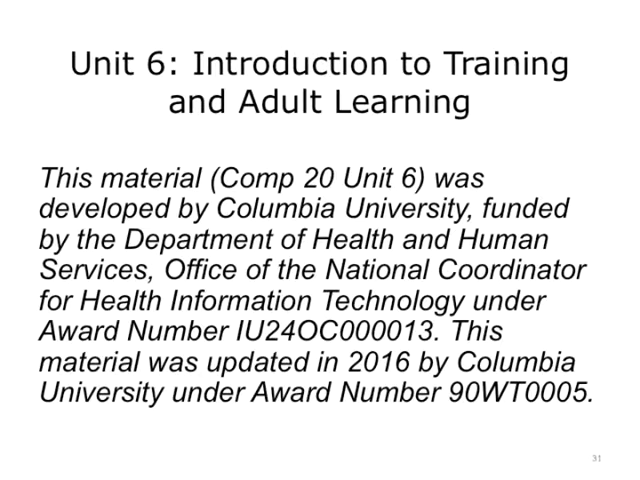 Unit 6: Introduction to Training
and Adult Learning
This material (Comp 20 Unit 6) was
developed by Columbia University, funded
by the Department of Health and Human
Services, Office of the National Coordinator
for Health Information Technology under
Award Number IU24OC000013. This
material was updated in 2016 by Columbia
University under Award Number 90WT0005.
31